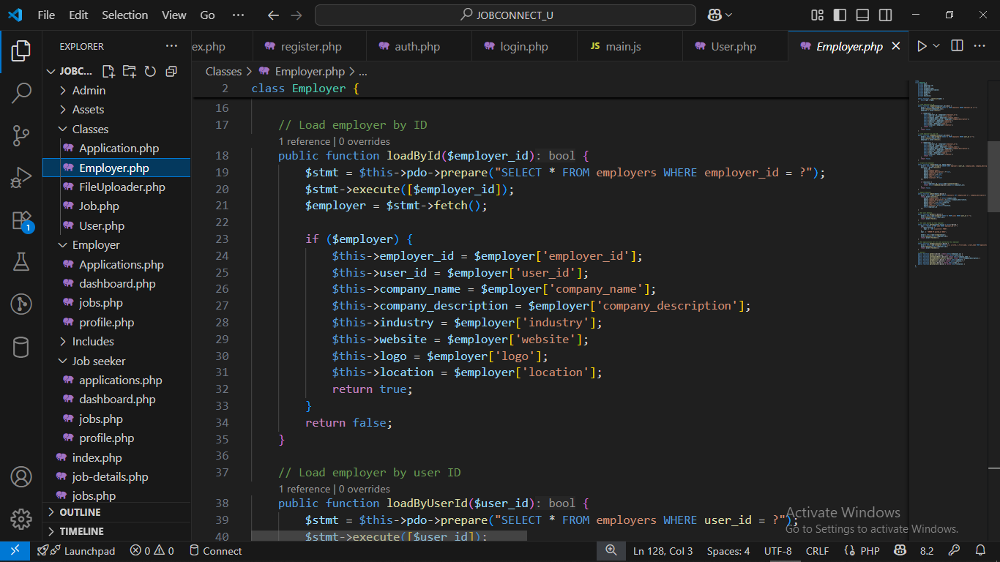 File Edit Selection View Go ··· JOBCONNECT_U
EXPLORER ···
ex.php register.php auth.php login.php JS main.js User.php Employer.php
JOBC...
Admin
Assets
Classes
Application.php
Employer.php
FileUploader.php
Job.php
User.php
Employer
Applications.php
dashboard.php
jobs.php
profile.php
Includes
Job seeker
applications.php
dashboard.php
jobs.php
profile.php
index.php
job-details.php
jobs.php
OUTLINE
TIMELINE
1
Classes > Employer.php > ...
2 class Employer {
16
17 // Load employer by ID
1 reference | 0 overrides
18 public function loadById($employer_id): bool {
19 $stmt = $this->pdo->prepare("SELECT * FROM employers WHERE employer_id = ?");
20 $stmt->execute([$employer_id]);
21 $employer = $stmt->fetch();
22
23 if ($employer) {
24 $this->employer_id = $employer['employer_id'];
25 $this->user_id = $employer['user_id'];
26 $this->company_name = $employer['company_name'];
27 $this->company_description = $employer['company_description'];
28 $this->industry = $employer['industry'];
29 $this->website = $employer['website'];
30 $this->logo = $employer['logo'];
31 $this->location = $employer['location'];
32 return true;
33 }
34 return false;
35 }
36
37 // Load employer by user ID
1 reference | 0 overrides
38 public function loadByUserId($user_id): bool {
39 $stmt = $this->pdo->prepare("SELECT * FROM employers WHERE user_id = ?");
40 $stmt->execute([$user_id]);
Activate Windows
Go to Settings to activate Windows.
Launchpad 0 0 Connect Ln 128, Col 3 Spaces: 4 UTF-8 CRLF {} PHP 8.2